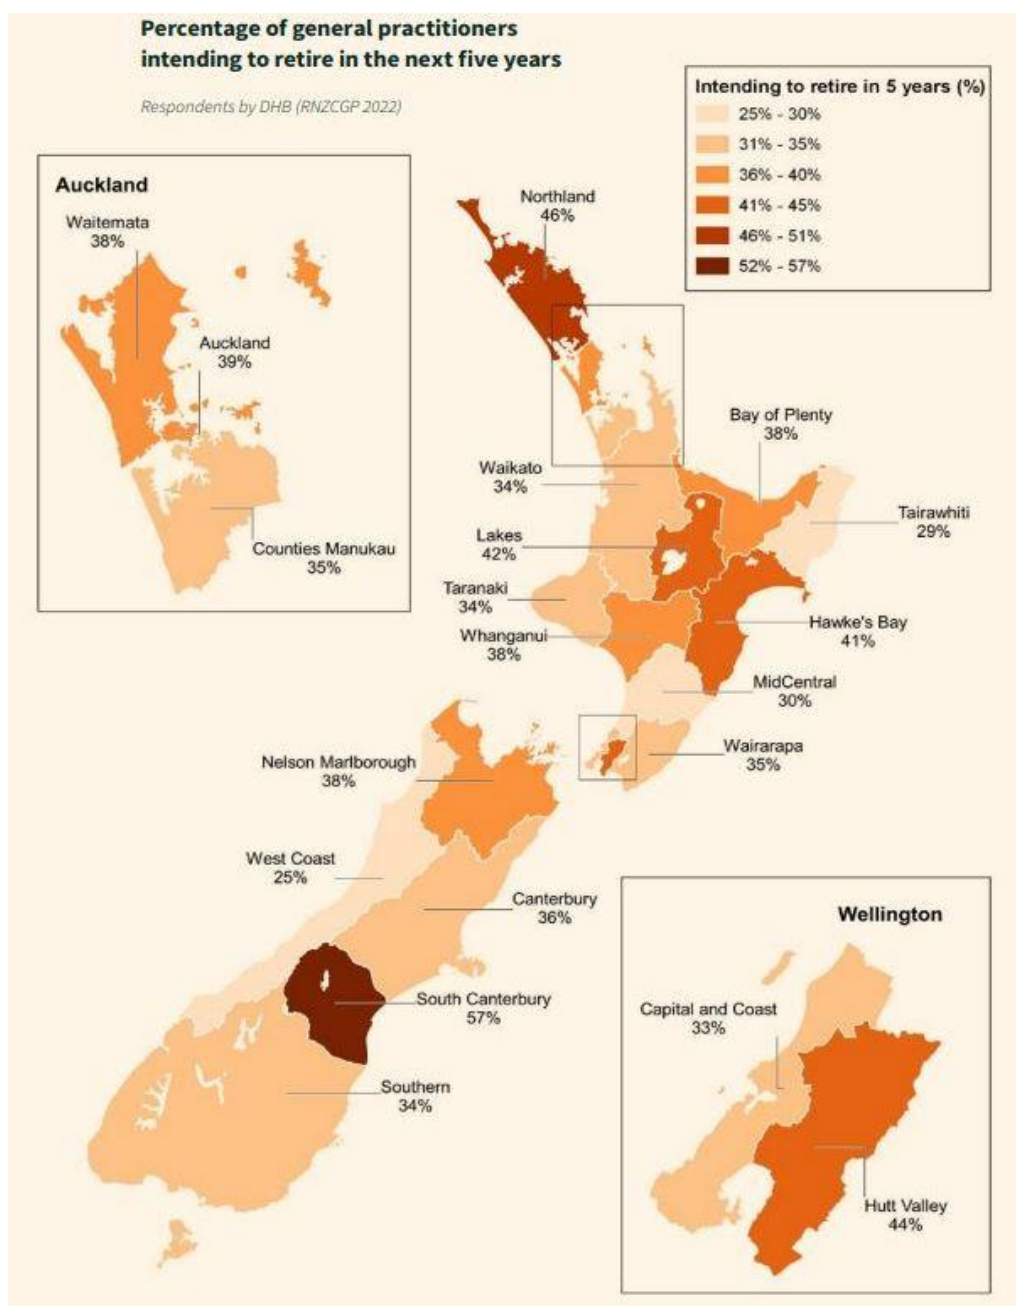 Percentage of general practitioners
intending to retire in the next five years
Respondents by DHB (RNZCGP 2022)
Intending to retire in 5 years (%)
25% - 30%
31% - 35%
36% - 40%
41% - 45%
46% - 51%
52% - 57%
Auckland
Waitemata
38%
Auckland
39%
Counties Manukau
35%
Northland
46%
Bay of Plenty
38%
Waikato
34%
Tairawhiti
29%
Lakes
42%
Taranaki
34%
Hawke's Bay
41%
Whanganui
38%
MidCentral
30%
Wairarapa
35%
Nelson Marlborough
38%
West Coast
25%
Canterbury
36%
South Canterbury
57%
Southern
34%
Wellington
Capital and Coast
33%
Hutt Valley
44%